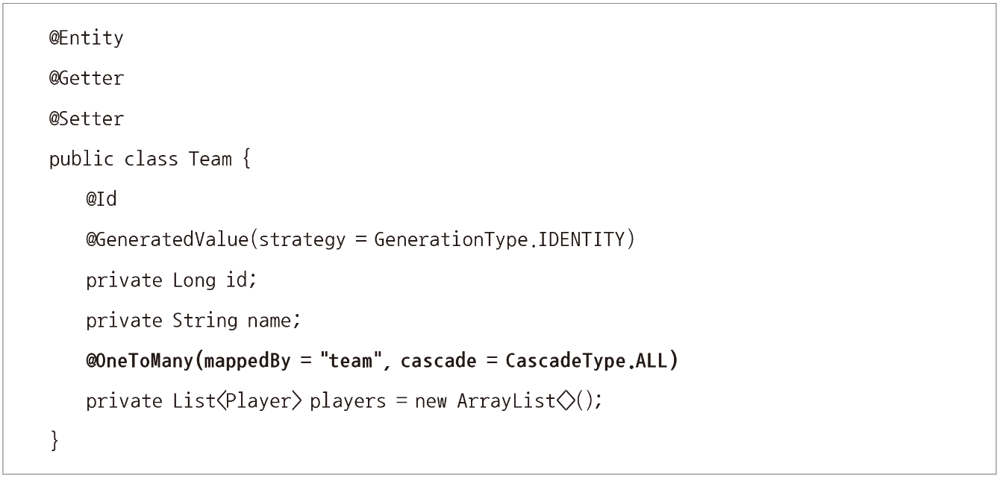 @Entity
@Getter
@Setter
public class Team {
@Id
@GeneratedValue(strategy = GenerationType.IDENTITY)
private Long id;
private String name;
@OneToMany(mappedBy = "team", cascade = CascadeType.ALL)
private List<Player> players = new ArrayList<>();
}